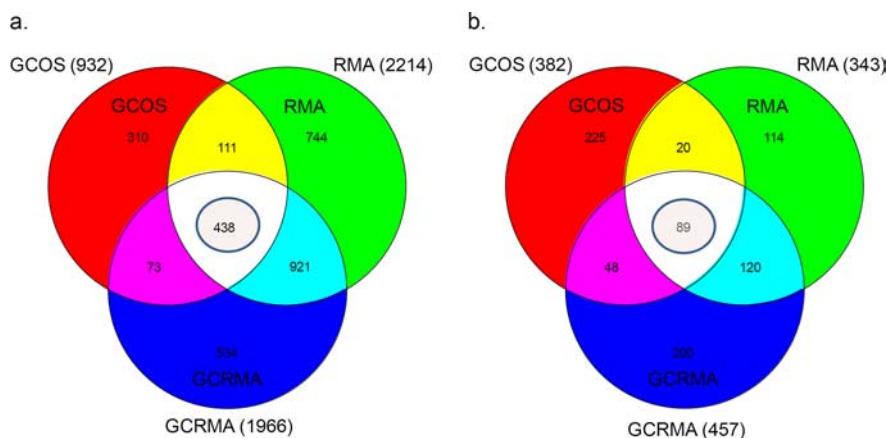 a.
b.
GCOS (932)
RMA (2214)
GCOS (382)
RMA (343)
GCOS
RMA
GCOS
RMA
310
111
744
225
20
114
438
89
73
921
48
120
534
200
GCRMA
GCRMA
GCRMA (1966)
GCRMA (457)